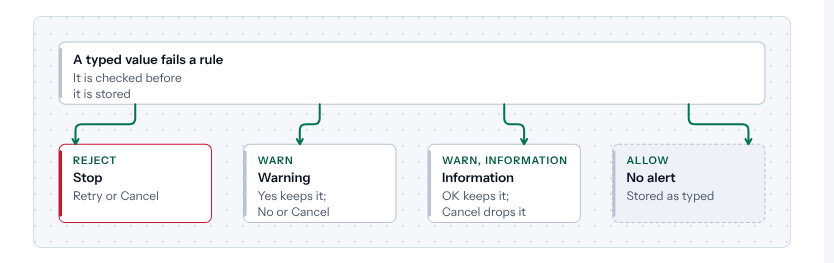 A typed value fails a rule
It is checked before
it is stored
REJECT
Stop
Retry or Cancel
WARN
Warning
Yes keeps it;
No or Cancel
WARN, INFORMATION
Information
OK keeps it;
Cancel drops it
ALLOW
No alert
Stored as typed